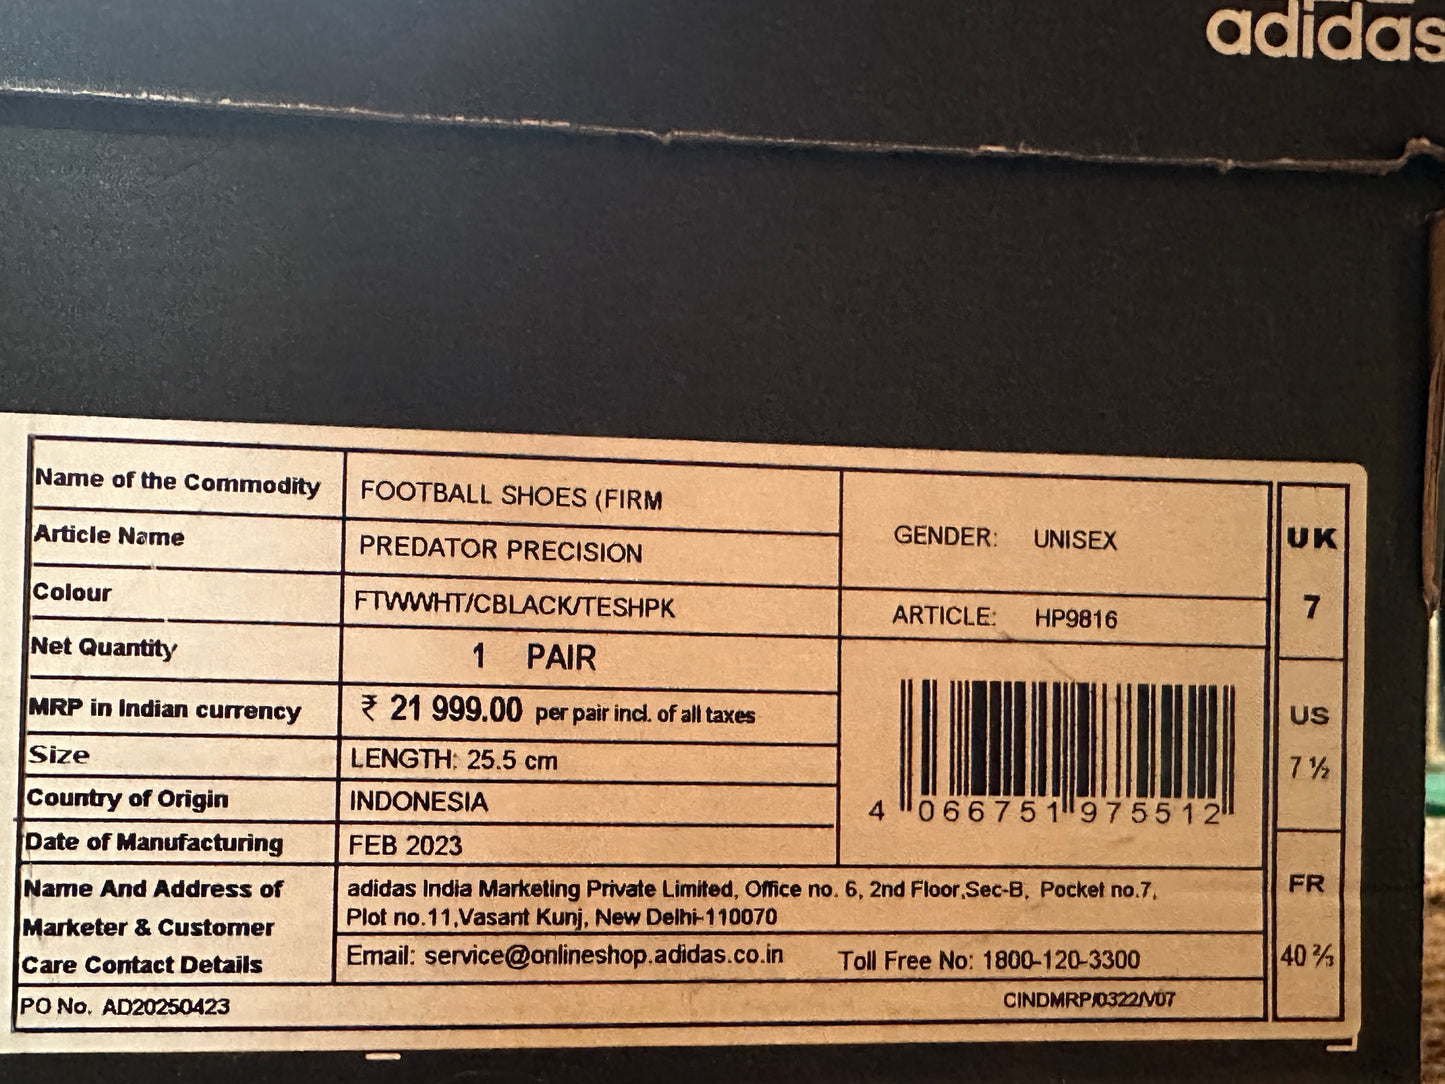 adidas
Name of the Commodity FOOTBALL SHOES (FIRM
Article Name PREDATOR PRECISION
Colour FTWWHT/CBLACK/TESHPK
Net Quantity 1 PAIR
MRP in Indian currency ₹ 21 999.00 per pair incl. of all taxes
Size LENGTH: 25.5 cm
Country of Origin INDONESIA
Date of Manufacturing FEB 2023
GENDER: UNISEX
ARTICLE: HP9816
4 066751 975512
Name And Address of
Marketer & Customer
Care Contact Details
adidas India Marketing Private Limited, Office no. 6, 2nd Floor,Sec-B, Pocket no.7,
Plot no.11,Vasant Kunj, New Delhi-110070
Email: service@onlineshop.adidas.co.in Toll Free No: 1800-120-3300
PO No. AD20250423 CINDMRP/0322/V07
UK
7
US
7 ½
FR
40 ⅔